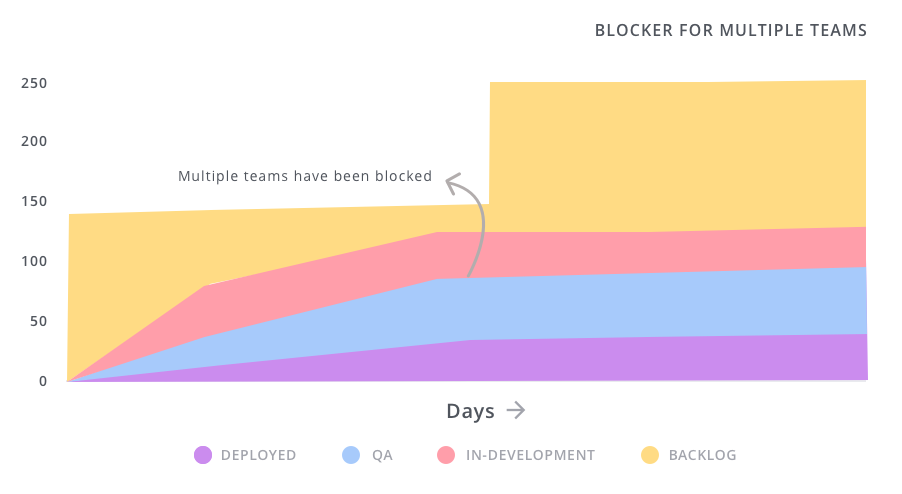 BLOCKER FOR MULTIPLE TEAMS
250
200
Multiple teams have been blocked
150
100
50
0
Days
DEPLOYED QA IN-DEVELOPMENT BACKLOG